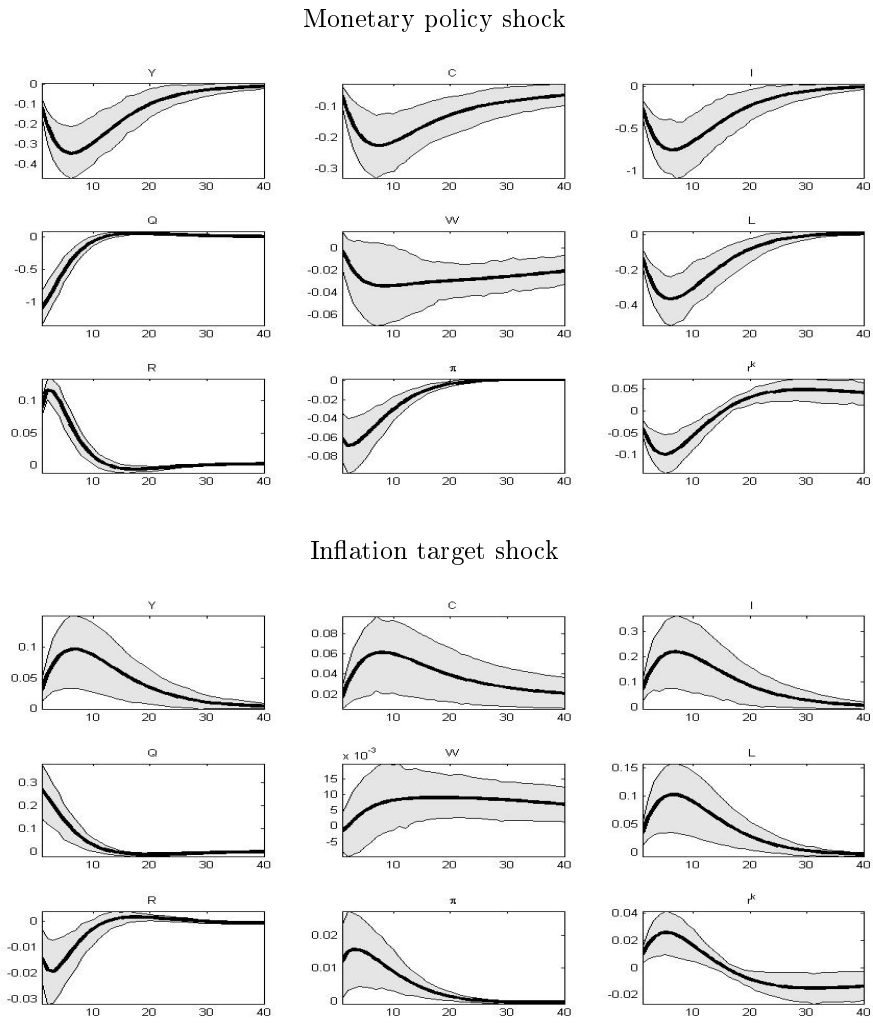 Monetary policy shock
Y C I
0 -0.1 -0.2 -0.3 -0.4 10 20 30 40
-0.1 -0.2 -0.3 10 20 30 40
0 -0.5 -1 10 20 30 40
Q W L
0 -0.5 -1 10 20 30 40
0 -0.02 -0.04 -0.06 10 20 30 40
0 -0.2 -0.4 10 20 30 40
R π r^k
0.1 0.05 0 10 20 30 40
0 -0.02 -0.04 -0.06 -0.08 10 20 30 40
0.05 0 -0.05 -0.1 10 20 30 40
Inflation target shock
Y C I
0.1 0.05 0 10 20 30 40
0.08 0.06 0.04 0.02 10 20 30 40
0.3 0.2 0.1 0 10 20 30 40
Q W L
0.3 0.2 0.1 0 10 20 30 40
x 10^-3 15 10 5 0 -5 10 20 30 40
0.15 0.1 0.05 0 10 20 30 40
R π r^k
0 -0.01 -0.02 -0.03 10 20 30 40
0.02 0.01 0 10 20 30 40
0.04 0.02 0 -0.02 10 20 30 40